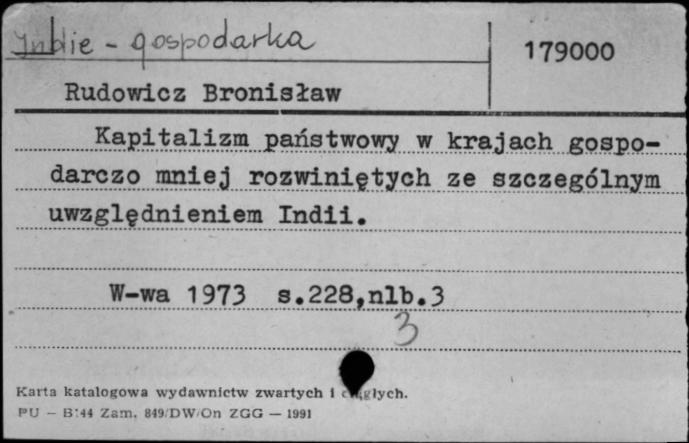 Indie - gospodarka
179000
Rudowicz Bronisław
Kapitalizm państwowy w krajach gospo-
darczo mniej rozwiniętych ze szczególnym
uwzględnieniem Indii.
W-wa 1973 s.228,nlb.3
3
Karta katalogowa wydawnictw zwartych i ciągłych.
PU - B:44 Zam. 849/DW/On ZGG — 1991